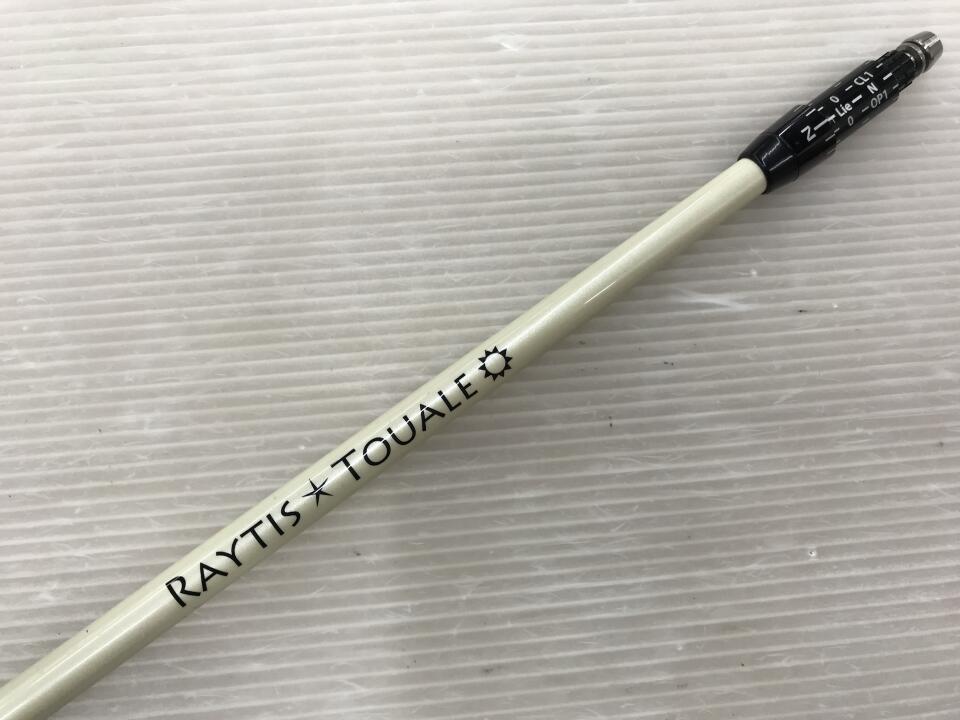 RAYTIS★TOUALE
0 – CL1
Z — Lie — N
0 – OP1